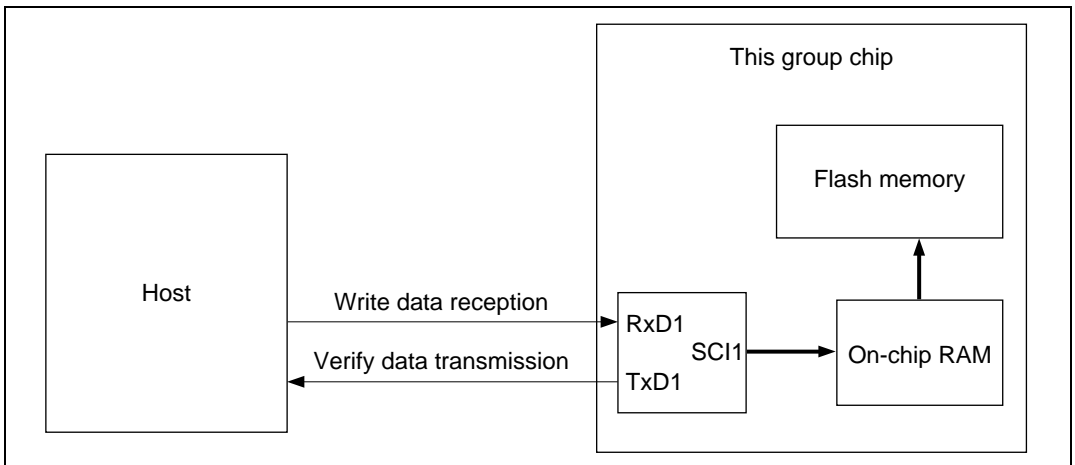 This group chip
Flash memory
Host
Write data reception
RxD1
SCI1
On-chip RAM
Verify data transmission
TxD1